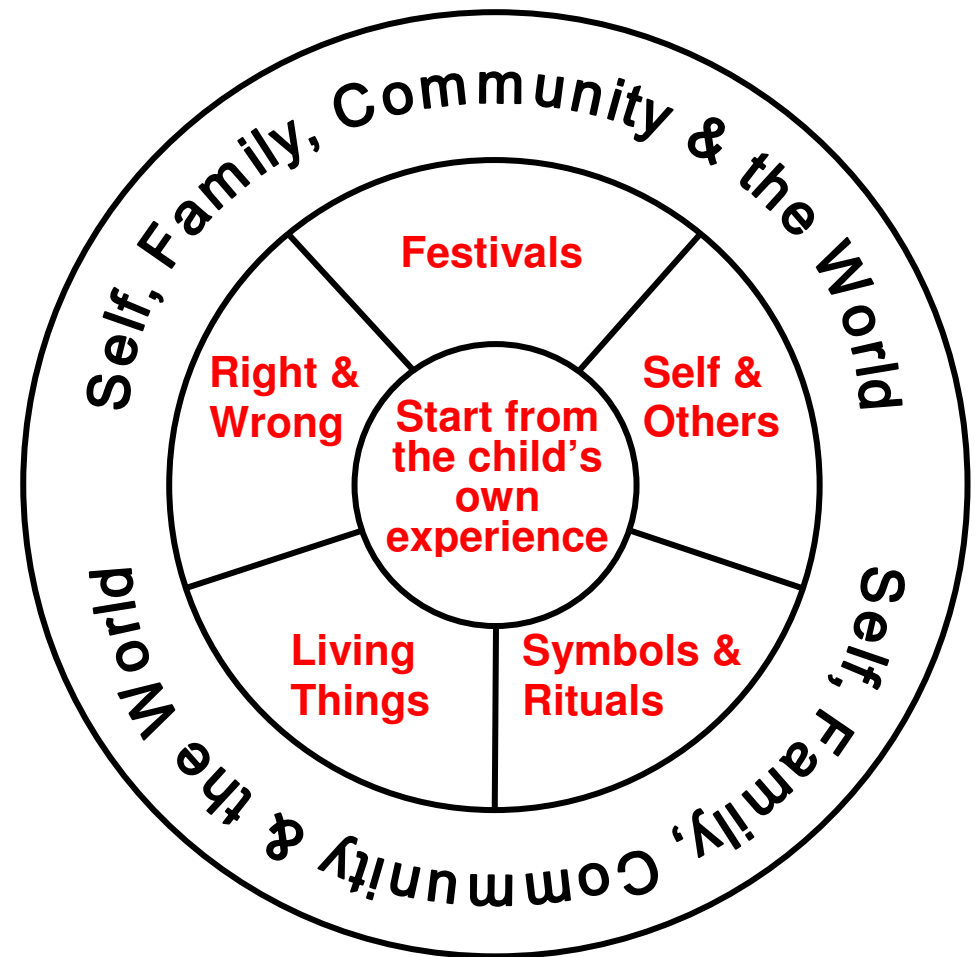 Self, Family, Community & the World
Festivals
Right &
Wrong
Self &
Others
Start from
the child’s
own
experience
Living
Things
Symbols &
Rituals
Self, Family, Community & the World